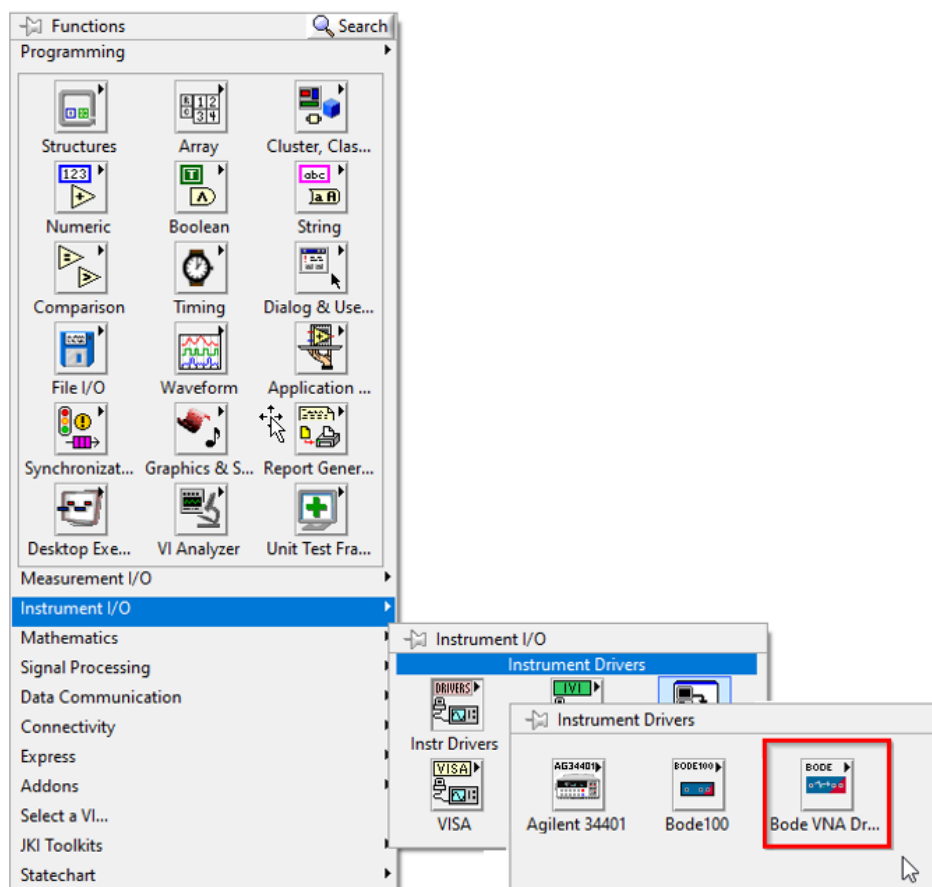 Functions
Search
Programming
Structures
Array
Cluster, Clas...
123
Numeric
Boolean
abc
String
Comparison
Timing
Dialog & Use...
File I/O
Waveform
Application ...
Synchronizat...
Graphics & S...
Report Gener...
Desktop Exe...
VI Analyzer
Unit Test Fra...
Measurement I/O
Instrument I/O
Mathematics
Signal Processing
Data Communication
Connectivity
Express
Addons
Select a VI...
JKI Toolkits
Statechart
Instrument I/O
Instrument Drivers
DRIVERS
IVI
Instr Drivers
VISA
VISA
Instrument Drivers
AG34401
BODE100
BODE
Agilent 34401
Bode100
Bode VNA Dr...